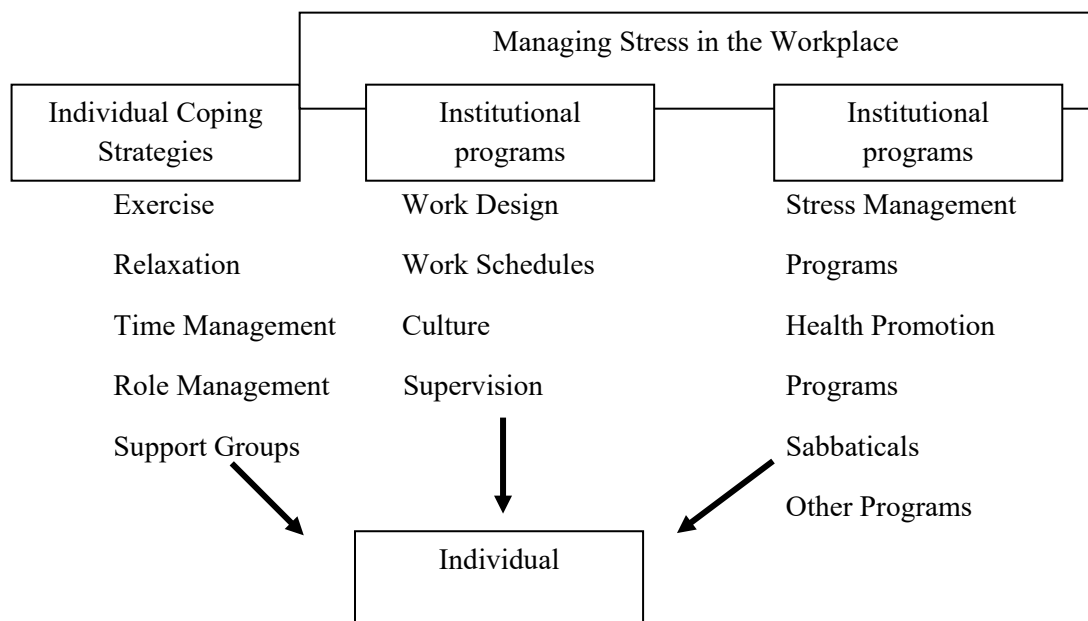 Managing Stress in the Workplace
Individual Coping
Strategies
Exercise
Relaxation
Time Management
Role Management
Support Groups
Institutional
programs
Work Design
Work Schedules
Culture
Supervision
Institutional
programs
Stress Management
Programs
Health Promotion
Programs
Sabbaticals
Other Programs
Individual